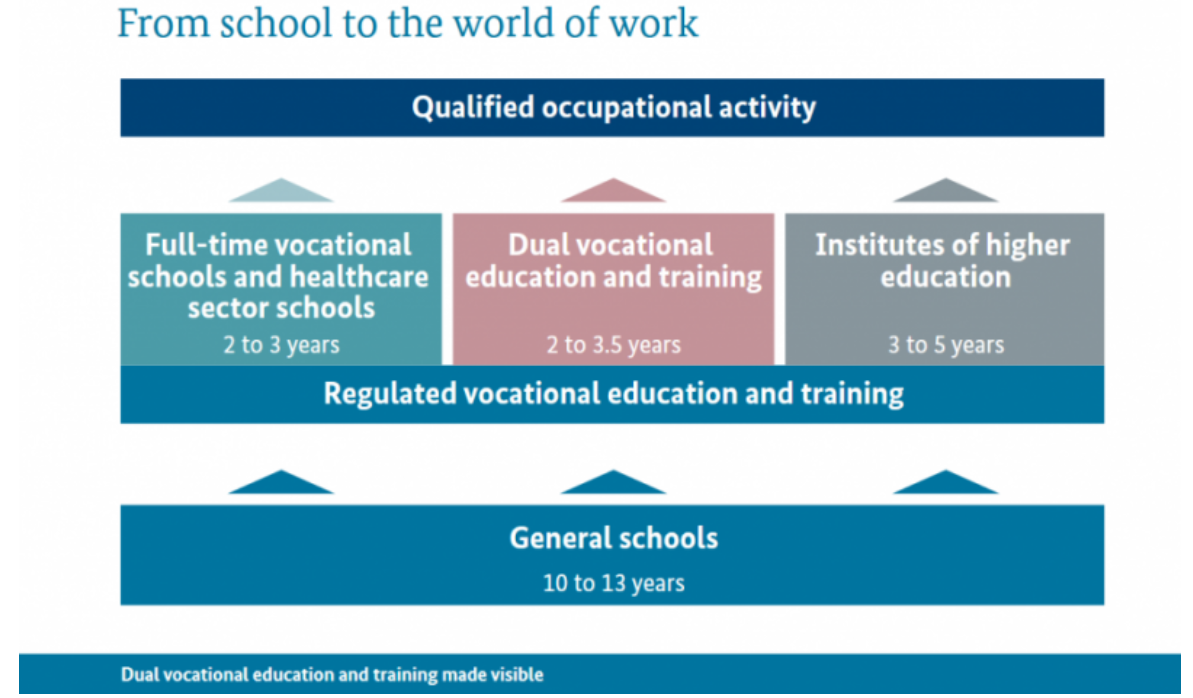 From school to the world of work
Qualified occupational activity
Full-time vocational
schools and healthcare
sector schools
2 to 3 years
Dual vocational
education and training
2 to 3.5 years
Institutes of higher
education
3 to 5 years
Regulated vocational education and training
General schools
10 to 13 years
Dual vocational education and training made visible